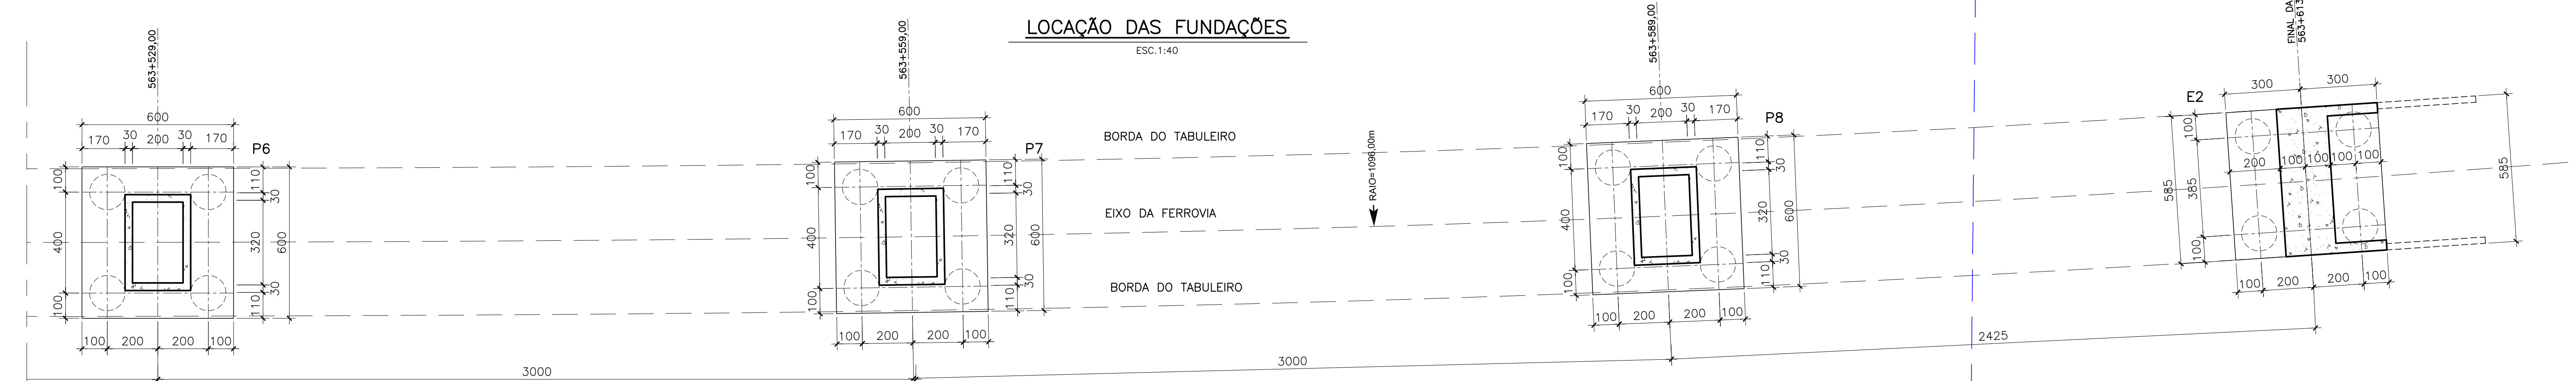 LOCAÇÃO DAS FUNDAÇÕES
ESC.1:40
563+529,00
600
30 30
170 200 170
P6
100
400
100
110
30
320
30
110
600
100 200 200 100
3000
563+559,00
600
30 30
170 200 170
P7
100
400
100
110
30
320
30
110
600
100 200 200 100
3000
BORDA DO TABULEIRO
EIXO DA FERROVIA
BORDA DO TABULEIRO
RAIO=1096,00m
563+589,00
600
30 30
170 200 170
P8
100
400
100
110
30
320
30
110
600
100 200 200 100
2425
FINAL DA
563+613
E2
300 300
585
100
385
100
200 100 100 100 100
585
100 200 200 100